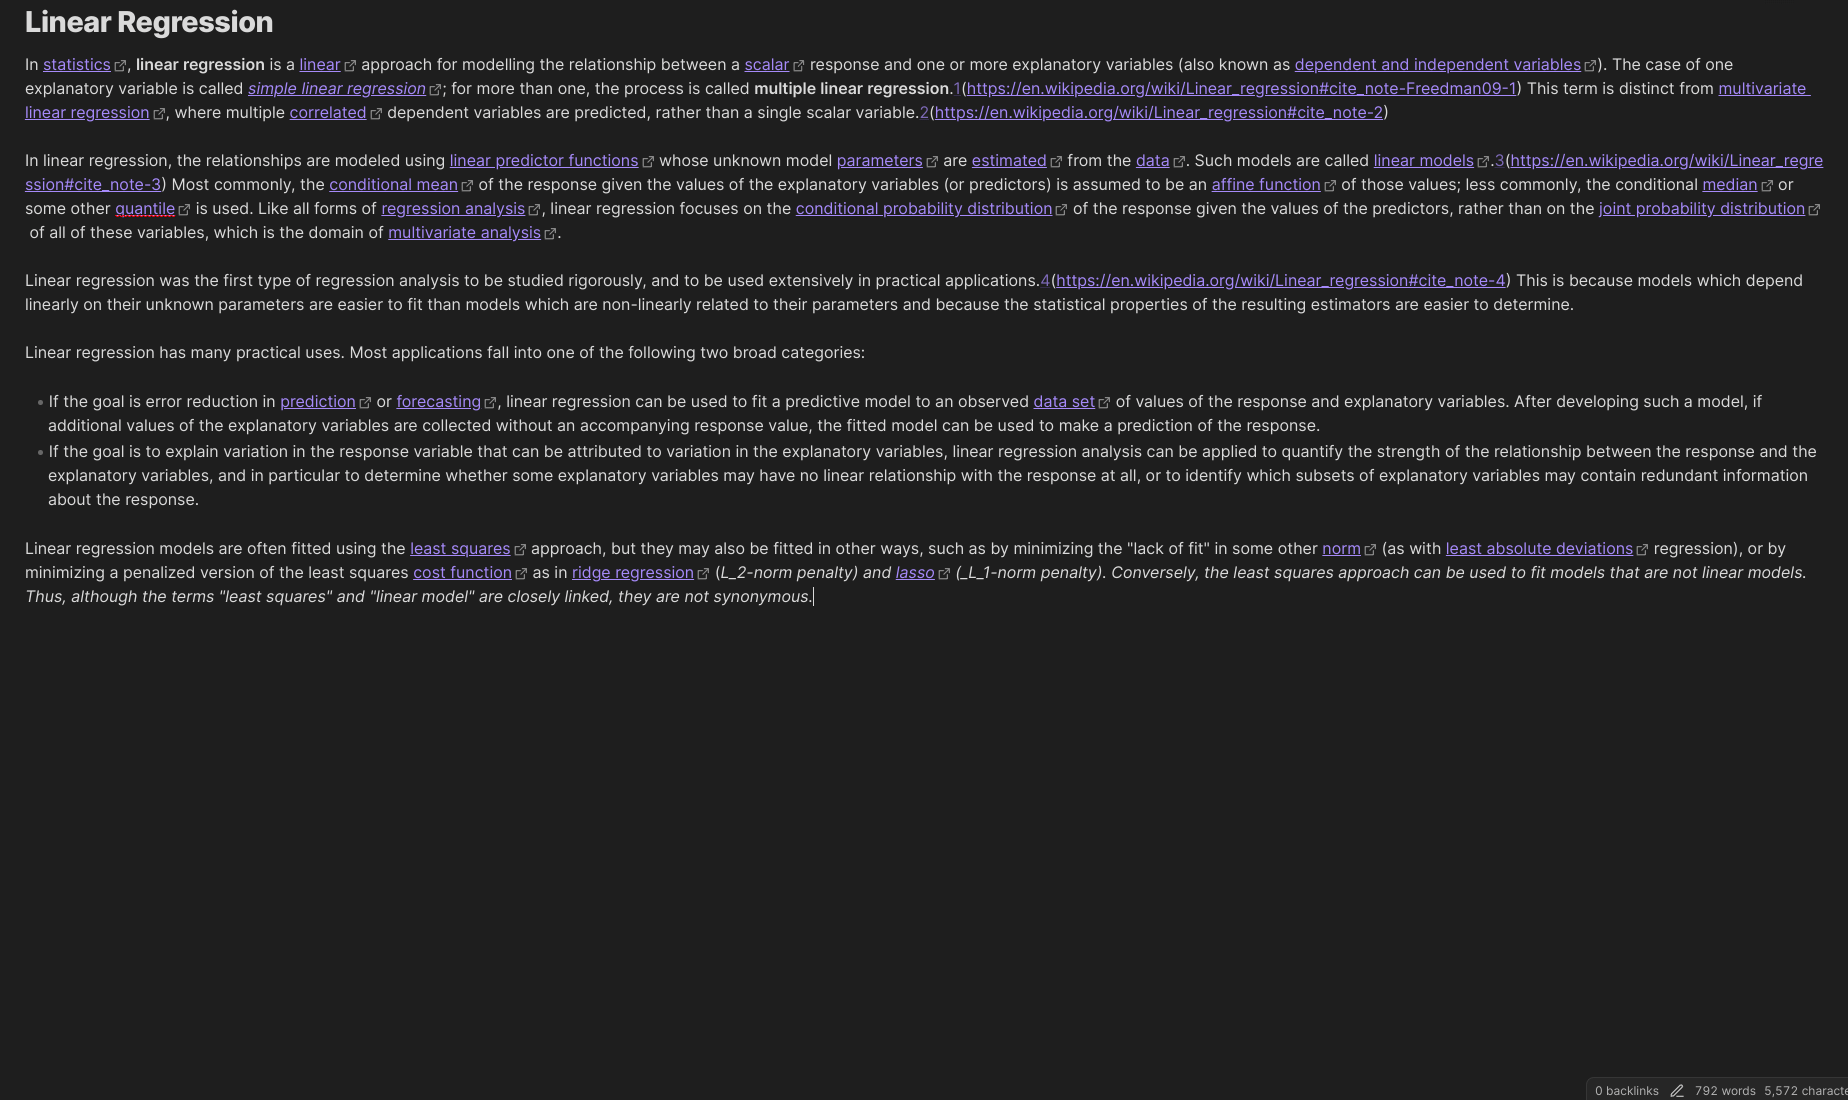 Linear Regression
In statistics, linear regression is a linear approach for modelling the relationship between a scalar response and one or more explanatory variables (also known as dependent and independent variables). The case of one
explanatory variable is called simple linear regression; for more than one, the process is called multiple linear regression.1(https://en.wikipedia.org/wiki/Linear_regression#cite_note-Freedman09-1) This term is distinct from multivariate
linear regression, where multiple correlated dependent variables are predicted, rather than a single scalar variable.2(https://en.wikipedia.org/wiki/Linear_regression#cite_note-2)
In linear regression, the relationships are modeled using linear predictor functions whose unknown model parameters are estimated from the data. Such models are called linear models.3(https://en.wikipedia.org/wiki/Linear_regre
ssion#cite_note-3) Most commonly, the conditional mean of the response given the values of the explanatory variables (or predictors) is assumed to be an affine function of those values; less commonly, the conditional median or
some other quantile is used. Like all forms of regression analysis, linear regression focuses on the conditional probability distribution of the response given the values of the predictors, rather than on the joint probability distribution
of all of these variables, which is the domain of multivariate analysis.
Linear regression was the first type of regression analysis to be studied rigorously, and to be used extensively in practical applications.4(https://en.wikipedia.org/wiki/Linear_regression#cite_note-4) This is because models which depend
linearly on their unknown parameters are easier to fit than models which are non-linearly related to their parameters and because the statistical properties of the resulting estimators are easier to determine.
Linear regression has many practical uses. Most applications fall into one of the following two broad categories:
• If the goal is error reduction in prediction or forecasting, linear regression can be used to fit a predictive model to an observed data set of values of the response and explanatory variables. After developing such a model, if
additional values of the explanatory variables are collected without an accompanying response value, the fitted model can be used to make a prediction of the response.
• If the goal is to explain variation in the response variable that can be attributed to variation in the explanatory variables, linear regression analysis can be applied to quantify the strength of the relationship between the response and the
explanatory variables, and in particular to determine whether some explanatory variables may have no linear relationship with the response at all, or to identify which subsets of explanatory variables may contain redundant information
about the response.
Linear regression models are often fitted using the least squares approach, but they may also be fitted in other ways, such as by minimizing the "lack of fit" in some other norm (as with least absolute deviations regression), or by
minimizing a penalized version of the least squares cost function as in ridge regression (L_2-norm penalty) and lasso (_L_1-norm penalty). Conversely, the least squares approach can be used to fit models that are not linear models.
Thus, although the terms "least squares" and "linear model" are closely linked, they are not synonymous.
0 backlinks 792 words 5,572 characte